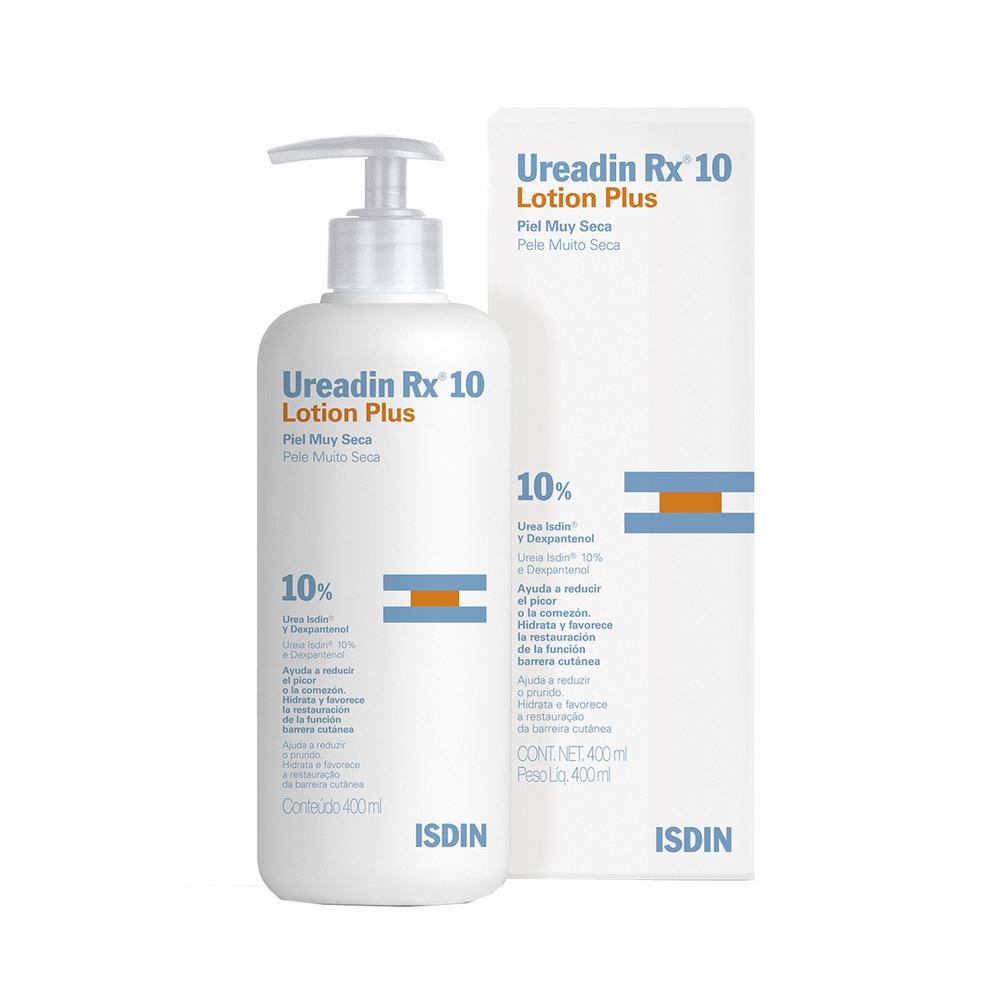 Ureadin Rx® 10
Lotion Plus
Piel Muy Seca
Pele Muito Seca
10%
Urea Isdin®
y Dexpantenol
Ureia Isdin® 10%
e Dexpantenol
Ayuda a reducir
el picor
o la comezón.
Hidrata y favorece
la restauración
de la función
barrera cutánea
Ajuda a reduzir
o prurido.
Hidrata e favorece
a restauração
da barreira cutânea
Conteúdo 400 ml
ISDIN
Ureadin Rx® 10
Lotion Plus
Piel Muy Seca
Pele Muito Seca
10%
Urea Isdin®
y Dexpantenol
Ureia Isdin® 10%
e Dexpantenol
Ayuda a reducir
el picor
o la comezón.
Hidrata y favorece
la restauración
de la función
barrera cutánea
Ajuda a reduzir
o prurido.
Hidrata e favorece
a restauração
da barreira cutânea
CONT. NET. 400 ml
Peso Líq. 400 ml
ISDIN